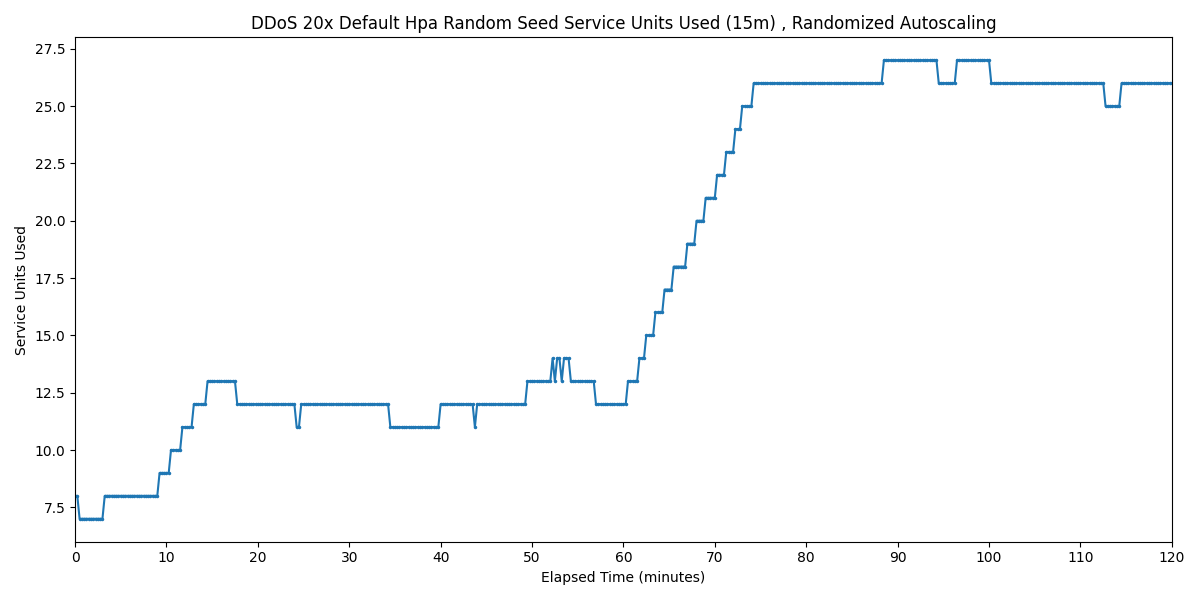 DDoS 20x Default Hpa Random Seed Service Units Used (15m) , Randomized Autoscaling
27.5
25.0
22.5
20.0
17.5
15.0
12.5
10.0
7.5
Service Units Used
0 10 20 30 40 50 60 70 80 90 100 110 120
Elapsed Time (minutes)